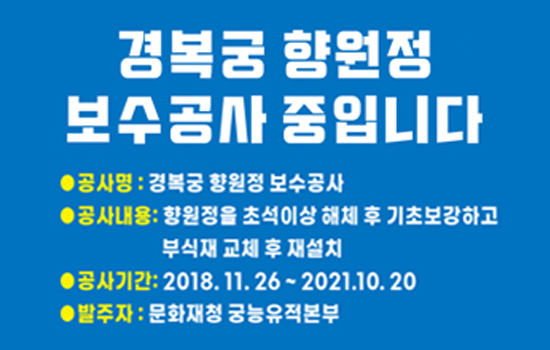 경복궁 향원정
보수공사 중입니다
●공사명 : 경복궁 향원정 보수공사
●공사내용: 향원정을 초석이상 해체 후 기초보강하고
부식재 교체 후 재설치
●공사기간: 2018. 11. 26 ~ 2021.10. 20
●발주자 : 문화재청 궁능유적본부